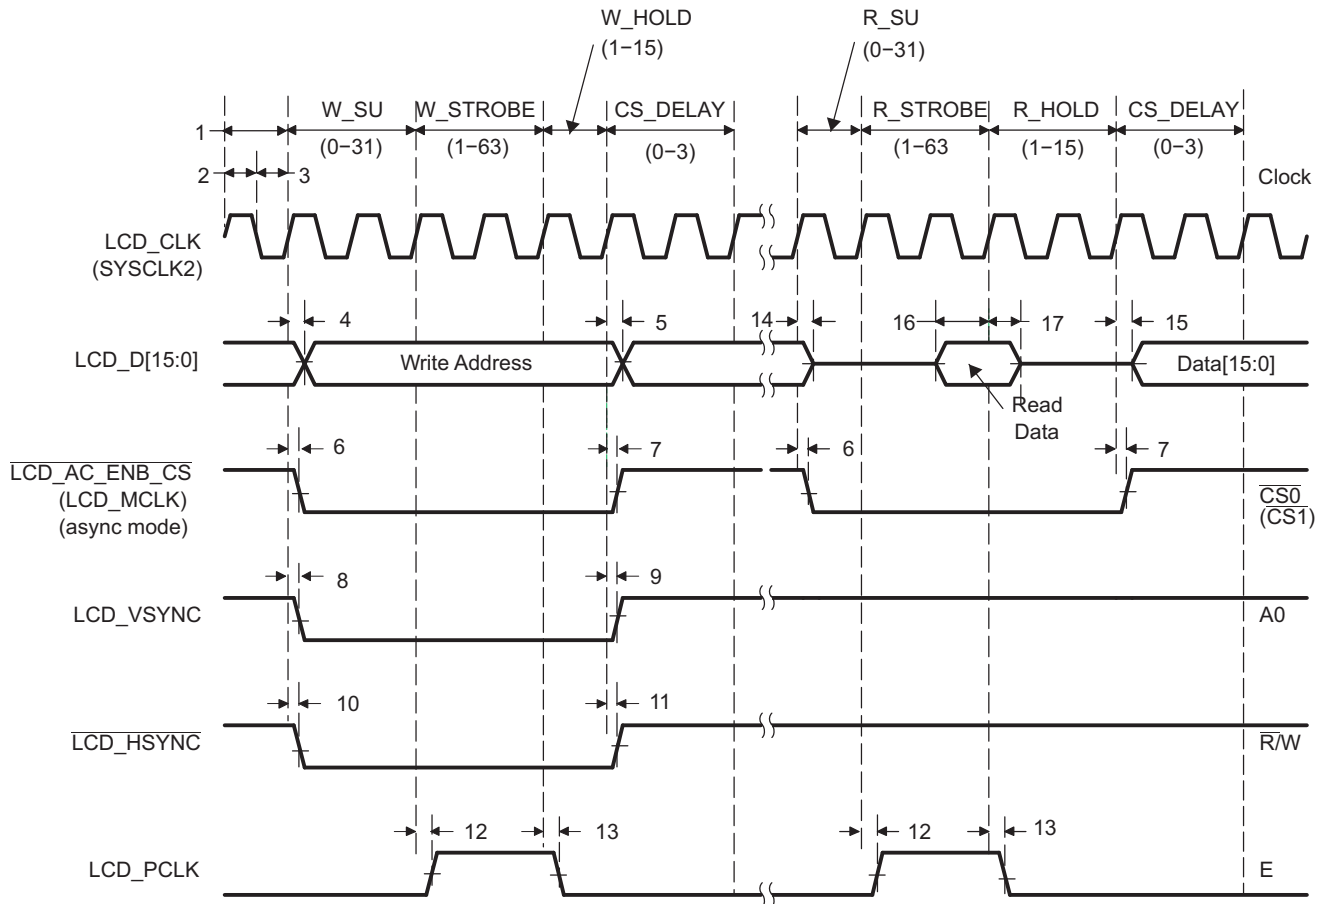 W_HOLD
(1−15)
R_SU
(0−31)
W_SU
(0−31)
W_STROBE
(1−63)
CS_DELAY
(0−3)
R_STROBE
(1−63
R_HOLD
(1−15)
CS_DELAY
(0−3)
1
2
3
Clock
LCD_CLK
(SYSCLK2)
4
5
14
16
17
15
LCD_D[15:0]
Write Address
Data[15:0]
Read
Data
6
7
6
7
LCD_AC_ENB_CS
(LCD_MCLK)
(async mode)
CS0
(CS1)
8
9
LCD_VSYNC
A0
10
11
LCD_HSYNC
R/W
12
13
12
13
LCD_PCLK
E